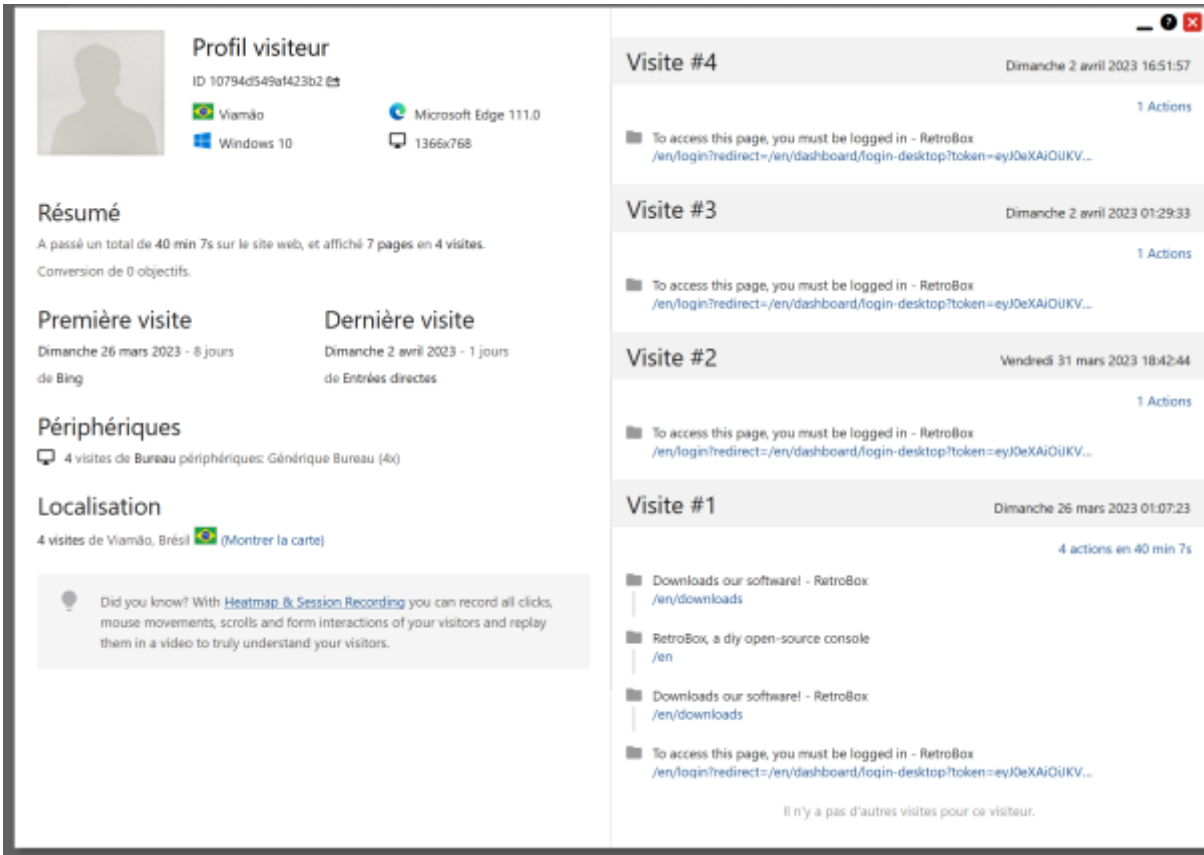 Profil visiteur
ID 10794d549af423b2
Viamão
Microsoft Edge 111.0
Windows 10
1366x768
Résumé
A passé un total de 40 min 7s sur le site web, et affiché 7 pages en 4 visites.
Conversion de 0 objectifs.
Première visite
Dimanche 26 mars 2023 - 8 jours
de Bing
Dernière visite
Dimanche 2 avril 2023 - 1 jours
de Entrées directes
Périphériques
4 visites de Bureau périphériques: Générique Bureau (4x)
Localisation
4 visites de Viamão, Brésil (Montrer la carte)
Did you know? With Heatmap & Session Recording you can record all clicks,
mouse movements, scrolls and form interactions of your visitors and replay
them in a video to truly understand your visitors.
Visite #4
Dimanche 2 avril 2023 16:51:57
1 Actions
To access this page, you must be logged in - RetroBox
/en/login?redirect=/en/dashboard/login-desktop?token=eyJ0eXAiOiJKV...
Visite #3
Dimanche 2 avril 2023 01:29:33
1 Actions
To access this page, you must be logged in - RetroBox
/en/login?redirect=/en/dashboard/login-desktop?token=eyJ0eXAiOiJKV...
Visite #2
Vendredi 31 mars 2023 18:42:44
1 Actions
To access this page, you must be logged in - RetroBox
/en/login?redirect=/en/dashboard/login-desktop?token=eyJ0eXAiOiJKV...
Visite #1
Dimanche 26 mars 2023 01:07:23
4 actions en 40 min 7s
Downloads our software! - RetroBox
/en/downloads
RetroBox, a diy open-source console
/en
Downloads our software! - RetroBox
/en/downloads
To access this page, you must be logged in - RetroBox
/en/login?redirect=/en/dashboard/login-desktop?token=eyJ0eXAiOiJKV...
Il n'y a pas d'autres visites pour ce visiteur.